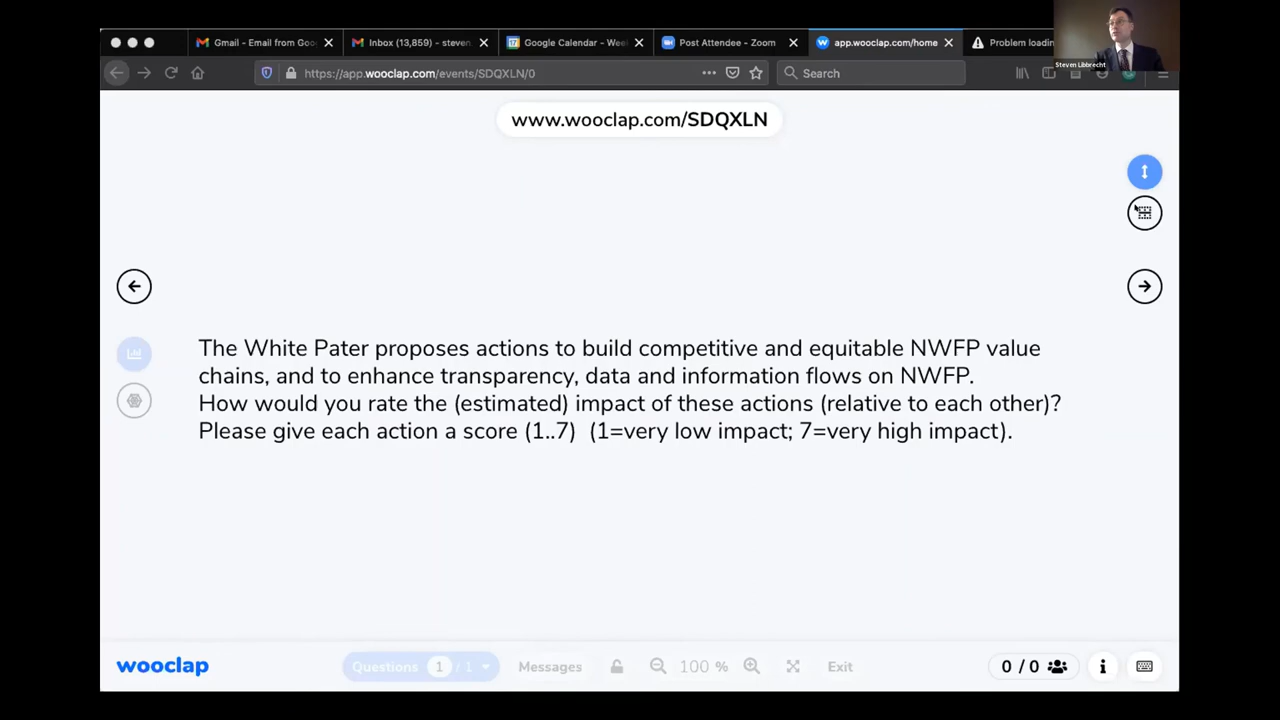 Gmail - Email from Goo
Inbox (13,859) - steven.
Google Calendar - Wee
Post Attendee - Zoom
app.wooclap.com/home
Problem loadin
Steven Libbrecht
https://app.wooclap.com/events/SDQXLN/0
Search
www.wooclap.com/SDQXLN
The White Pater proposes actions to build competitive and equitable NWFP value
chains, and to enhance transparency, data and information flows on NWFP.
How would you rate the (estimated) impact of these actions (relative to each other)?
Please give each action a score (1..7) (1=very low impact; 7=very high impact).
wooclap
Questions 1 / 1
Messages
100 %
Exit
0 / 0